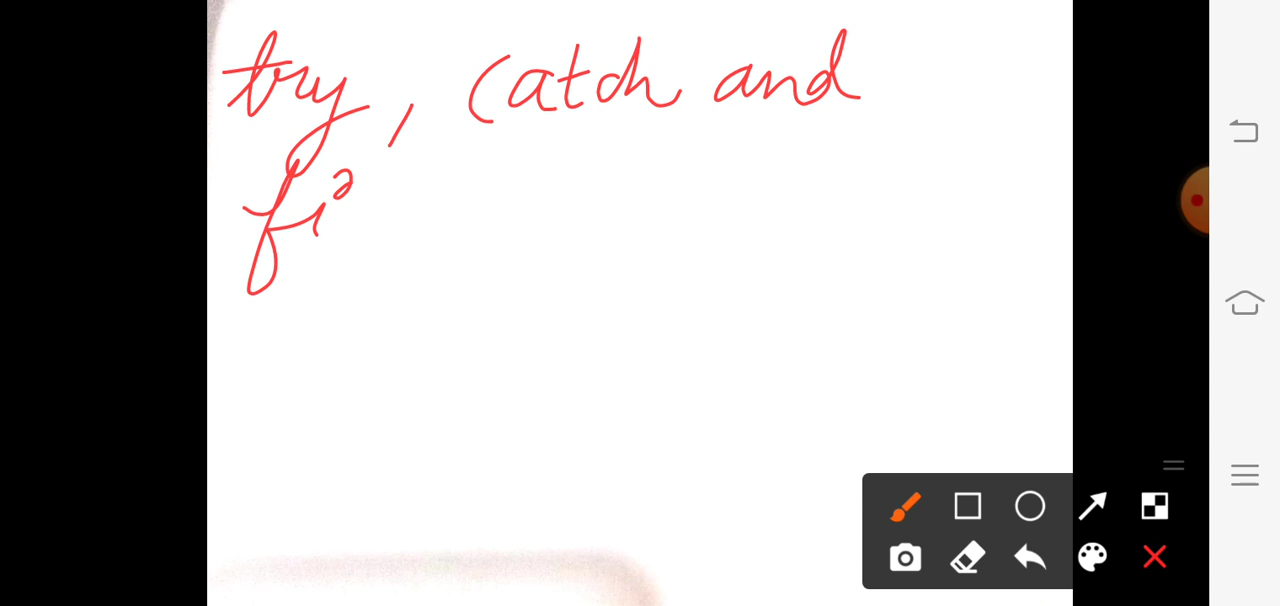 try, catch and
fi